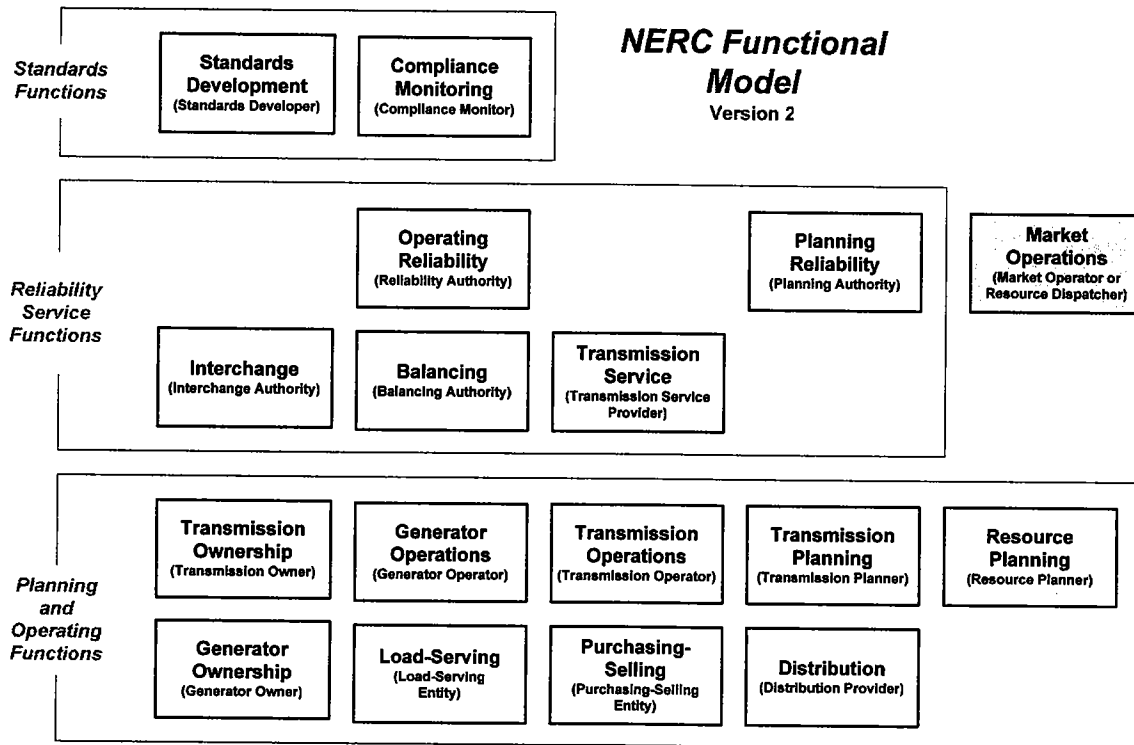 NERC Functional
Model
Version 2
Standards
Functions
Standards
Development
(Standards Developer)
Compliance
Monitoring
(Compliance Monitor)
Reliability
Service
Functions
Operating
Reliability
(Reliability Authority)
Planning
Reliability
(Planning Authority)
Market
Operations
(Market Operator or
Resource Dispatcher)
Interchange
(Interchange Authority)
Balancing
(Balancing Authority)
Transmission
Service
(Transmission Service
Provider)
Planning
and
Operating
Functions
Transmission
Ownership
(Transmission Owner)
Generator
Operations
(Generator Operator)
Transmission
Operations
(Transmission Operator)
Transmission
Planning
(Transmission Planner)
Resource
Planning
(Resource Planner)
Generator
Ownership
(Generator Owner)
Load-Serving
(Load-Serving
Entity)
Purchasing-
Selling
(Purchasing-Selling
Entity)
Distribution
(Distribution Provider)